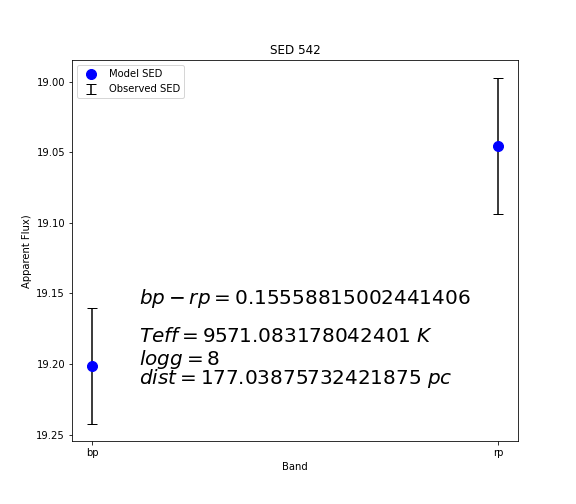 SED 542
Model SED
Observed SED
19.00
19.05
19.10
19.15
19.20
19.25
Apparent Flux)
bp − rp = 0.15558815002441406
Teff = 9571.083178042401 K
logg = 8
dist = 177.03875732421875 pc
bp
rp
Band